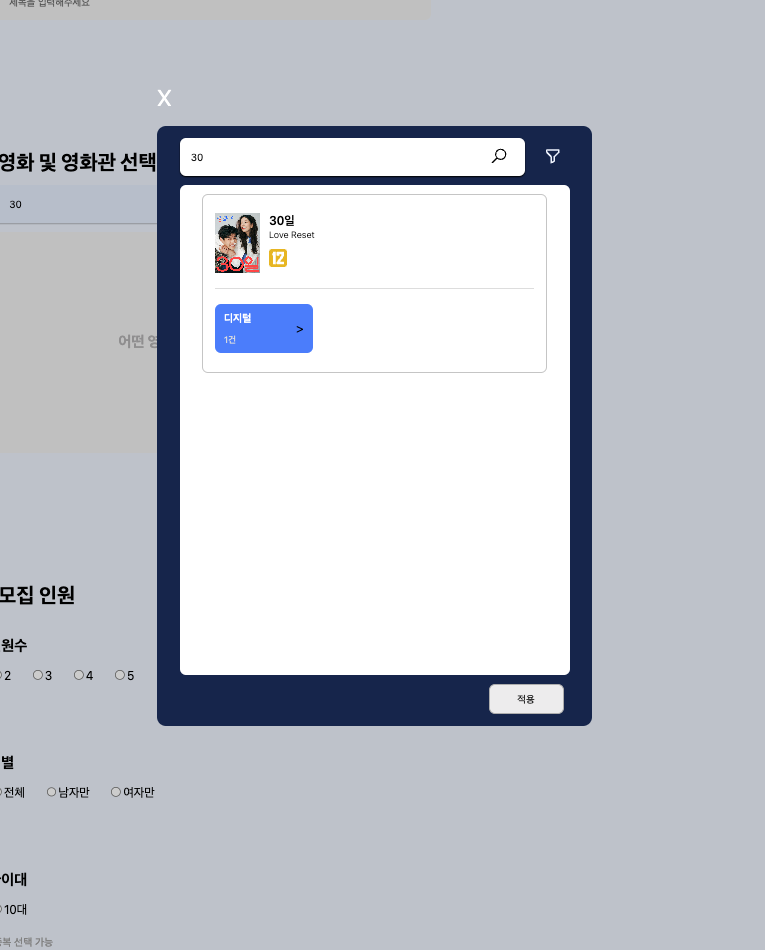 제목을 입력해주세요
X
영화 및 영화관 선택
30
30
30일
Love Reset
12
디지털
>
1건
어떤 영
모집 인원
원수
2
3
4
5
적용
별
전체
남자만
여자만
이대
10대
복 선택 가능